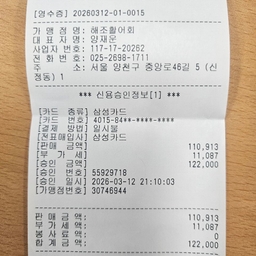 [영수증] 20260312-01-0015
가 맹 점 명: 해조활어회
대 표 자 명: 양재운
사업자 번호: 117-17-20262
전 화 번 호: 025-2698-1711
주       소: 서울 양천구 중앙로46길 5 (신
정동) 1
*** 신용승인정보[1] ***
[카드  종류] 삼성카드
[카드  번호] 4015-84**-****-****
[결제  방법] 일시불
[전표매입사] 삼성카드
[판매  금액] 110,913
[부  가  세] 11,087
[승인  금액] 122,000
[승인  번호] 55929718
[승인  일시] 2026-03-12 21:10:03
[가맹점번호] 30746944
판 매 금 액: 110,913
부 가 세 액: 11,087
봉 사 료 액: 0
합 계 금 액: 122,000